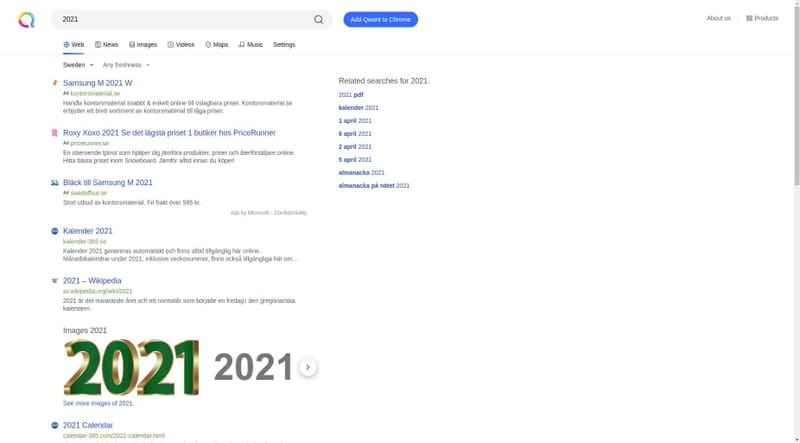 2021
Add Qwant to Chrome
About us
Products
Web
News
Images
Videos
Maps
Music
Settings
Sweden
Any freshness
Samsung M 2021 W
Ad kontorsmaterial.se
Handla kontorsmaterial snabbt & enkelt online till oslagbara priser. Kontorsmaterial.se
erbjuder ett brett sortiment av kontorsmaterial till låga priser.
Roxy Xoxo 2021 Se det lägsta priset 1 butiker hos PriceRunner
Ad pricerunner.se
En oberoende tjänst som hjälper dig jämföra produkter, priser och återförsäljare online.
Hitta bästa priset inom Snowboard. Jämför alltid innan du köper!
Bläck till Samsung M 2021
Ad swedoffice.se
Stort utbud av kontorsmaterial. Fri frakt över 595 kr.
Ads by Microsoft - Confidentiality
Kalender 2021
kalender-365.se
Kalender 2021 genereras automatiskt och finns alltid tillgänglig här online.
Månadskalendrar under 2021, inklusive veckonummer, finns också tillgängliga här om…
2021 – Wikipedia
sv.wikipedia.org/wiki/2021
2021 är det nuvarande året och ett normalår som började en fredag i den gregorianska
kalendern.
Images 2021
2021
2021
See more images of 2021.
2021 Calendar
calendar-365.com/2021-calendar.html
Related searches for 2021.
2021 pdf
kalender 2021
1 april 2021
6 april 2021
2 april 2021
5 april 2021
almanacka 2021
almanacka på nätet 2021